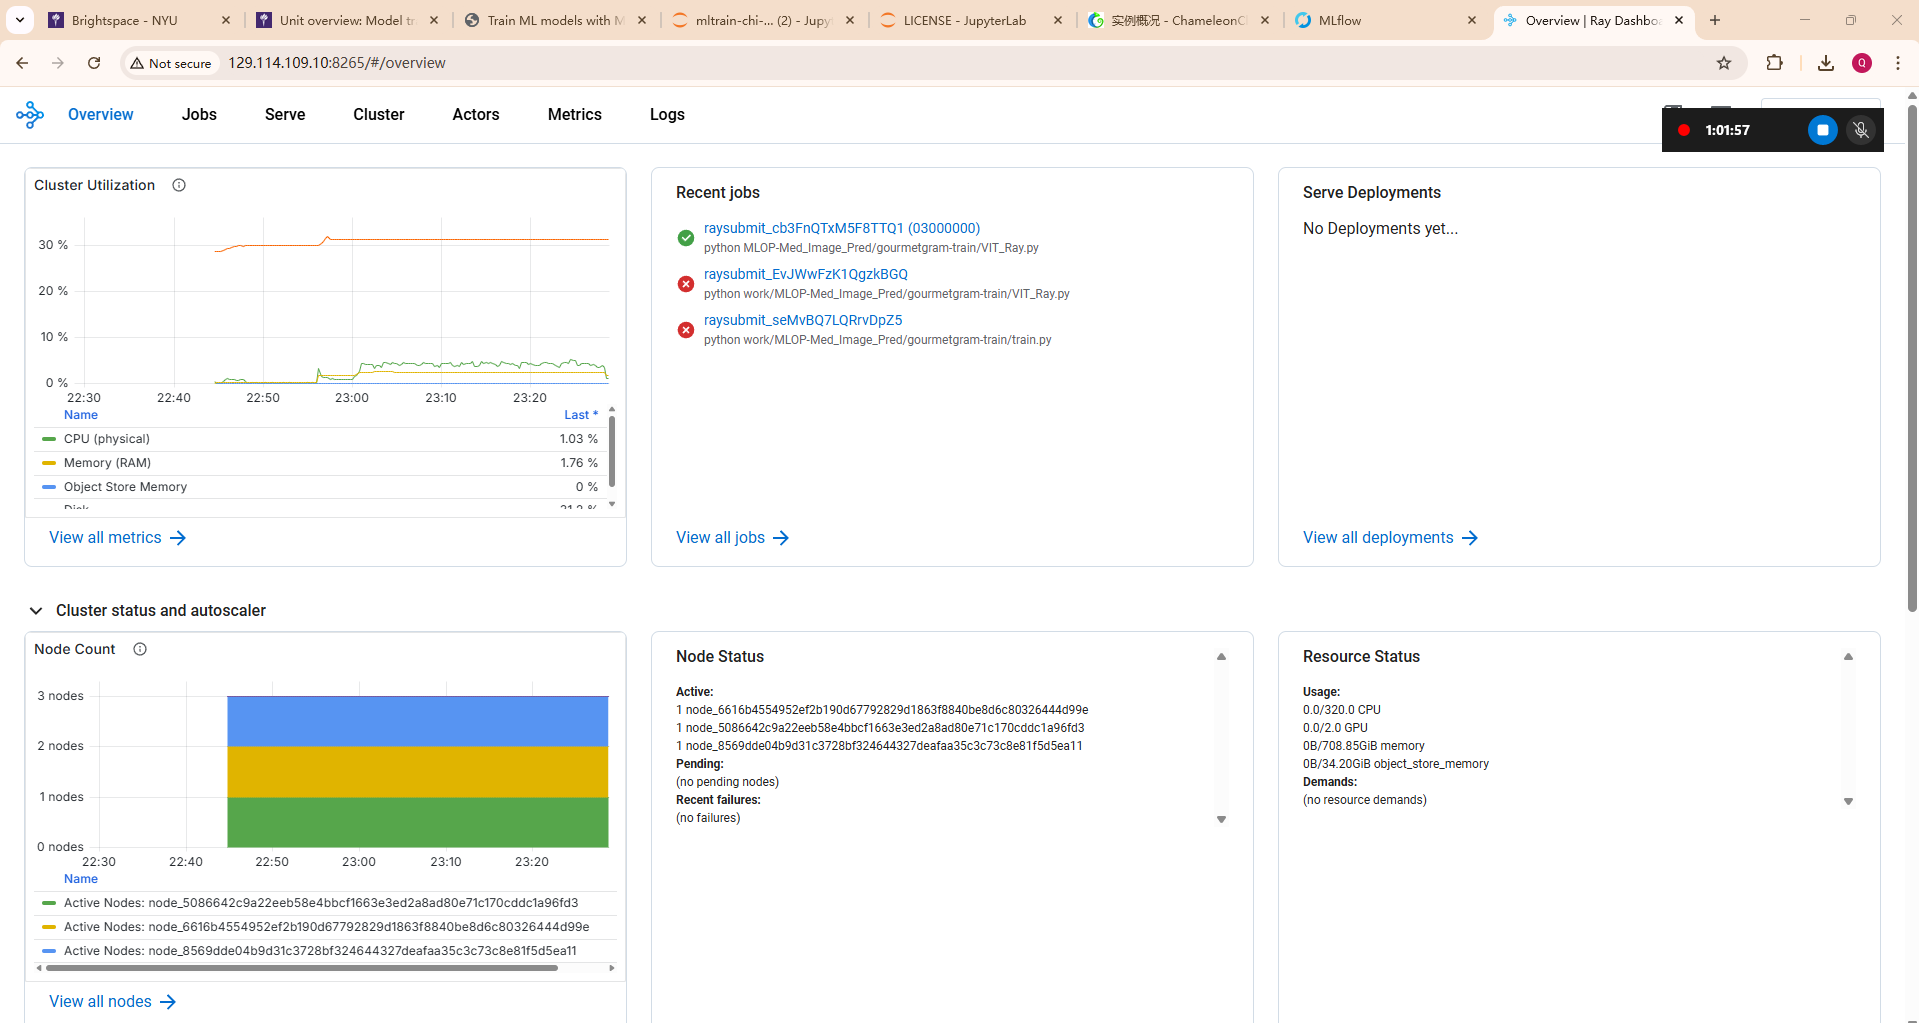 Brightspace - NYU
Unit overview: Model tr
Train ML models with M
mltrain-chi-... (2) - Jupy
LICENSE - JupyterLab
实例概况 - ChameleonCl
MLflow
Overview | Ray Dashbo
Not secure
129.114.109.10:8265/#/overview
Q
Overview
Jobs
Serve
Cluster
Actors
Metrics
Logs
1:01:57
Cluster Utilization
30 %
20 %
10 %
0 %
22:30 22:40 22:50 23:00 23:10 23:20
Name Last *
CPU (physical) 1.03 %
Memory (RAM) 1.76 %
Object Store Memory 0 %
Disk 31.2 %
View all metrics
Recent jobs
raysubmit_cb3FnQTxM5F8TTQ1 (03000000)
python MLOP-Med_Image_Pred/gourmetgram-train/VIT_Ray.py
raysubmit_EvJWwFzK1QgzkBGQ
python work/MLOP-Med_Image_Pred/gourmetgram-train/VIT_Ray.py
raysubmit_seMvBQ7LQRrvDpZ5
python work/MLOP-Med_Image_Pred/gourmetgram-train/train.py
View all jobs
Serve Deployments
No Deployments yet...
View all deployments
Cluster status and autoscaler
Node Count
3 nodes
2 nodes
1 nodes
0 nodes
22:30 22:40 22:50 23:00 23:10 23:20
Name
Active Nodes: node_5086642c9a22eeb58e4bbcf1663e3ed2a8ad80e71c170cddc1a96fd3
Active Nodes: node_6616b4554952ef2b190d67792829d1863f8840be8d6c80326444d99e
Active Nodes: node_8569dde04b9d31c3728bf324644327deafaa35c3c73c8e81f5d5ea11
View all nodes
Node Status
Active:
1 node_6616b4554952ef2b190d67792829d1863f8840be8d6c80326444d99e
1 node_5086642c9a22eeb58e4bbcf1663e3ed2a8ad80e71c170cddc1a96fd3
1 node_8569dde04b9d31c3728bf324644327deafaa35c3c73c8e81f5d5ea11
Pending:
(no pending nodes)
Recent failures:
(no failures)
Resource Status
Usage:
0.0/320.0 CPU
0.0/2.0 GPU
0B/708.85GiB memory
0B/34.20GiB object_store_memory
Demands:
(no resource demands)